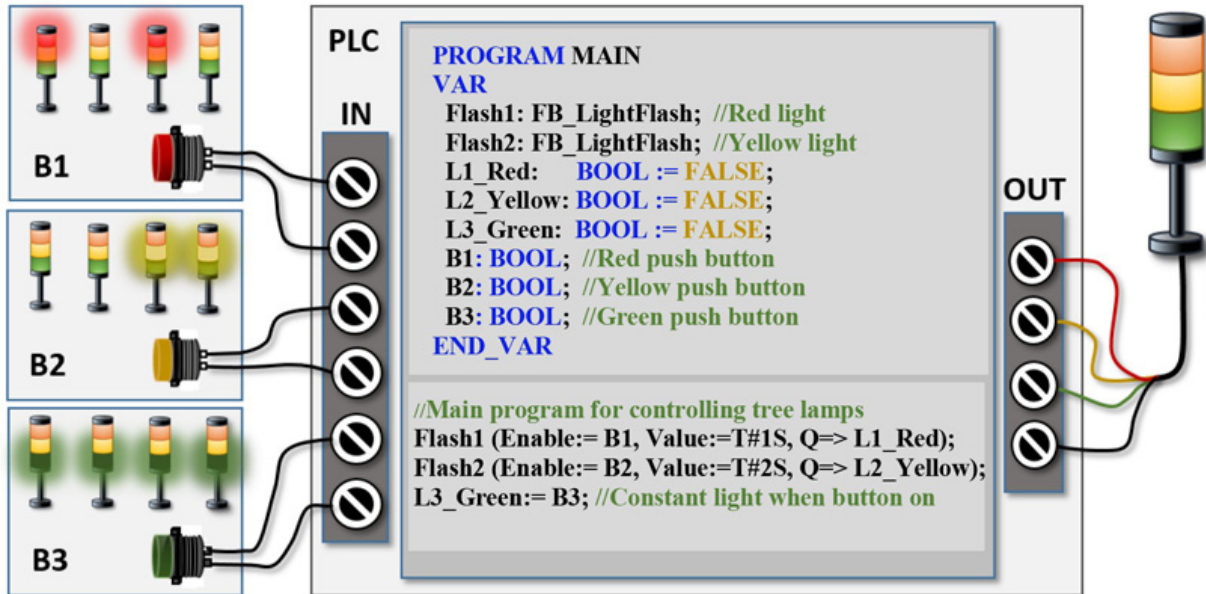 B1
B2
B3
PLC
IN
PROGRAM MAIN
VAR
Flash1: FB_LightFlash; //Red light
Flash2: FB_LightFlash; //Yellow light
L1_Red: BOOL := FALSE;
L2_Yellow: BOOL := FALSE;
L3_Green: BOOL := FALSE;
B1: BOOL; //Red push button
B2: BOOL; //Yellow push button
B3: BOOL; //Green push button
END_VAR
//Main program for controlling tree lamps
Flash1 (Enable:= B1, Value:=T#1S, Q=> L1_Red);
Flash2 (Enable:= B2, Value:=T#2S, Q=> L2_Yellow);
L3_Green:= B3; //Constant light when button on
OUT